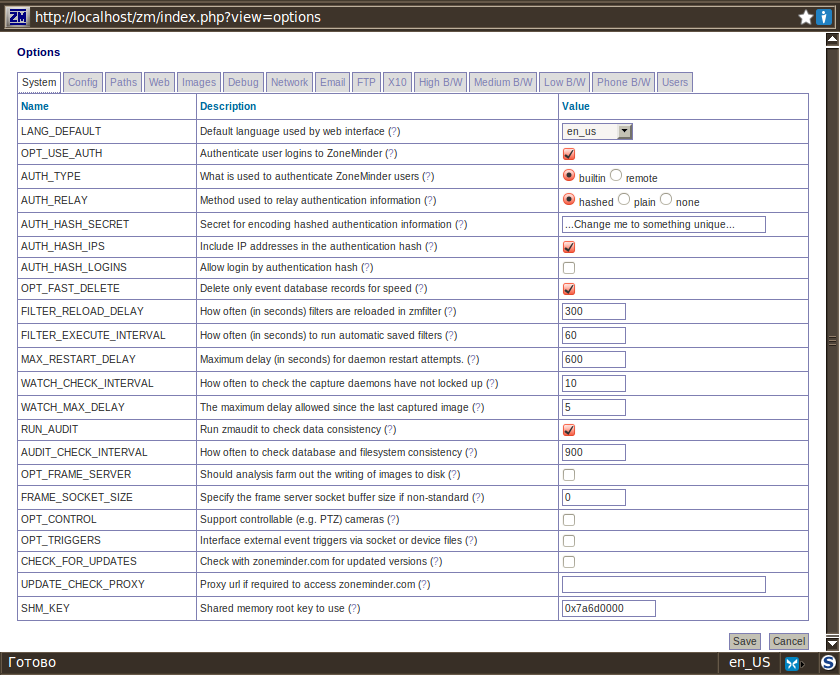 ZM http://localhost/zm/index.php?view=options
Options
System Config Paths Web Images Debug Network Email FTP X10 High B/W Medium B/W Low B/W Phone B/W Users
Name Description Value
LANG_DEFAULT Default language used by web interface (?) en_us
OPT_USE_AUTH Authenticate user logins to ZoneMinder (?)
AUTH_TYPE What is used to authenticate ZoneMinder users (?) builtin remote
AUTH_RELAY Method used to relay authentication information (?) hashed plain none
AUTH_HASH_SECRET Secret for encoding hashed authentication information (?) ...Change me to something unique...
AUTH_HASH_IPS Include IP addresses in the authentication hash (?)
AUTH_HASH_LOGINS Allow login by authentication hash (?)
OPT_FAST_DELETE Delete only event database records for speed (?)
FILTER_RELOAD_DELAY How often (in seconds) filters are reloaded in zmfilter (?) 300
FILTER_EXECUTE_INTERVAL How often (in seconds) to run automatic saved filters (?) 60
MAX_RESTART_DELAY Maximum delay (in seconds) for daemon restart attempts. (?) 600
WATCH_CHECK_INTERVAL How often to check the capture daemons have not locked up (?) 10
WATCH_MAX_DELAY The maximum delay allowed since the last captured image (?) 5
RUN_AUDIT Run zmaudit to check data consistency (?)
AUDIT_CHECK_INTERVAL How often to check database and filesystem consistency (?) 900
OPT_FRAME_SERVER Should analysis farm out the writing of images to disk (?)
FRAME_SOCKET_SIZE Specify the frame server socket buffer size if non-standard (?) 0
OPT_CONTROL Support controllable (e.g. PTZ) cameras (?)
OPT_TRIGGERS Interface external event triggers via socket or device files (?)
CHECK_FOR_UPDATES Check with zoneminder.com for updated versions (?)
UPDATE_CHECK_PROXY Proxy url if required to access zoneminder.com (?)
SHM_KEY Shared memory root key to use (?) 0x7a6d0000
Save Cancel
Готово en_US S